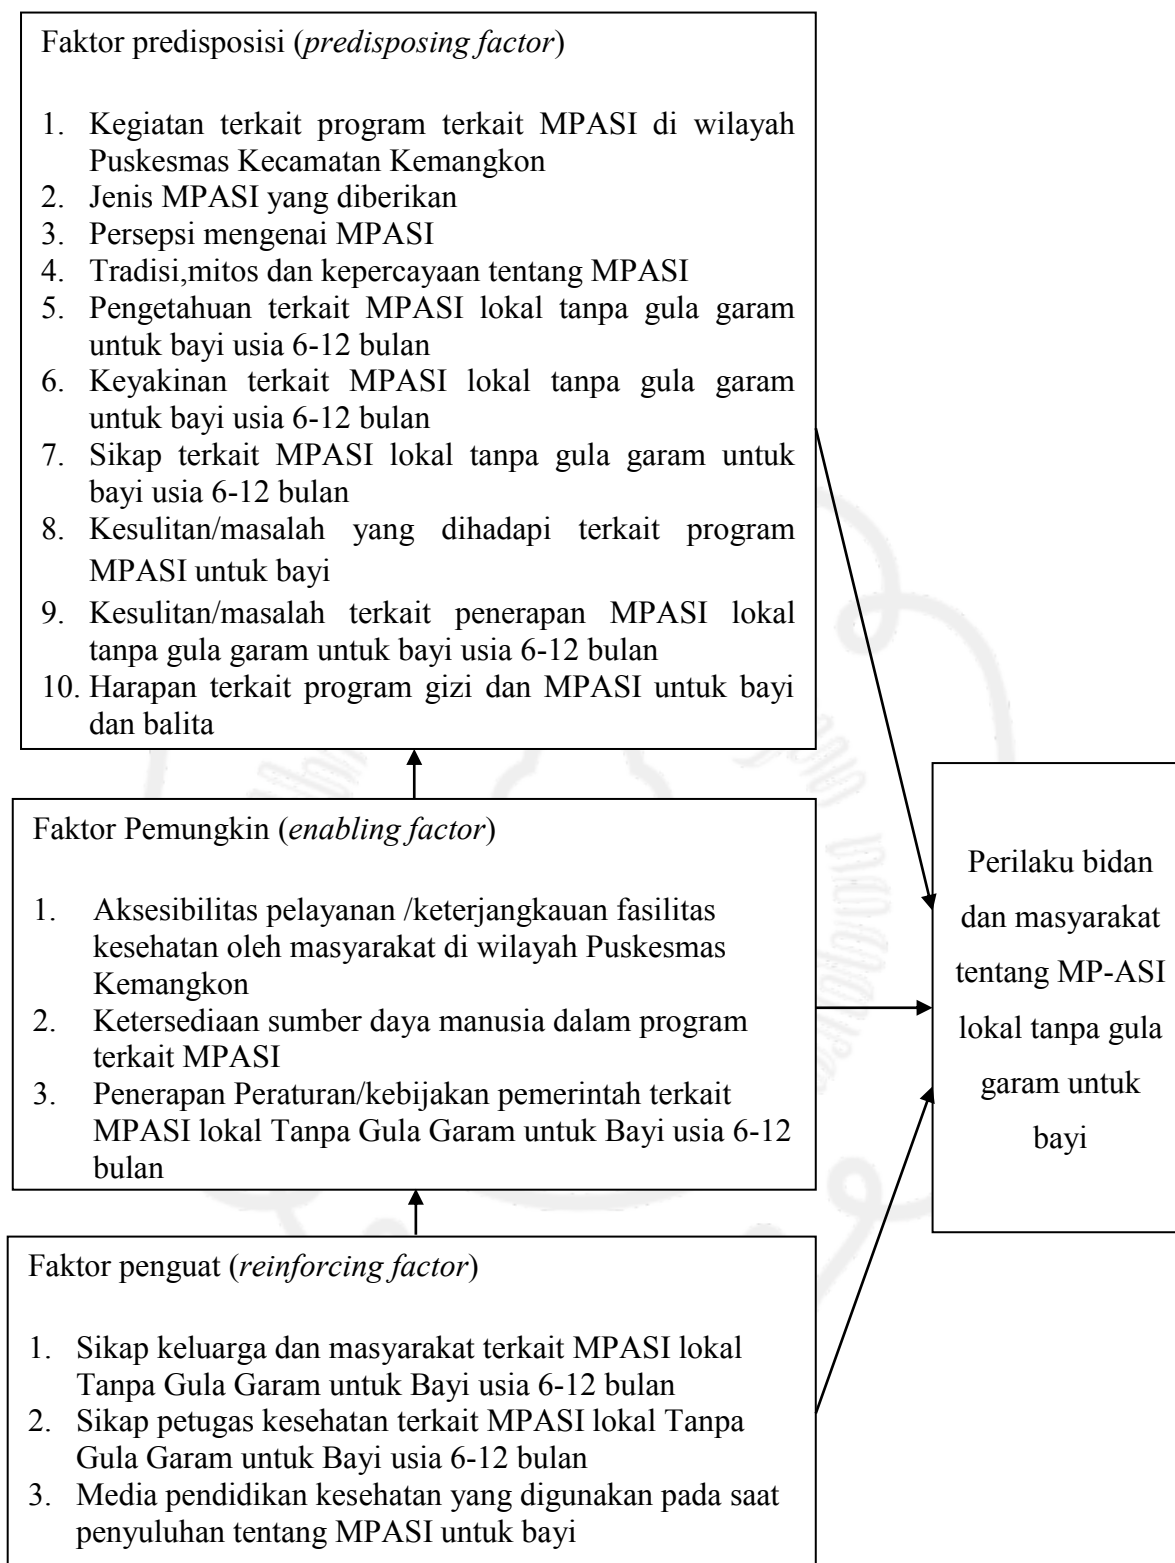 Faktor predisposisi (predisposing factor)
1. Kegiatan terkait program terkait MPASI di wilayah
Puskesmas Kecamatan Kemangkon
2. Jenis MPASI yang diberikan
3. Persepsi mengenai MPASI
4. Tradisi,mitos dan kepercayaan tentang MPASI
5. Pengetahuan terkait MPASI lokal tanpa gula garam
untuk bayi usia 6-12 bulan
6. Keyakinan terkait MPASI lokal tanpa gula garam
untuk bayi usia 6-12 bulan
7. Sikap terkait MPASI lokal tanpa gula garam untuk
bayi usia 6-12 bulan
8. Kesulitan/masalah yang dihadapi terkait program
MPASI untuk bayi
9. Kesulitan/masalah terkait penerapan MPASI lokal
tanpa gula garam untuk bayi usia 6-12 bulan
10. Harapan terkait program gizi dan MPASI untuk bayi
dan balita
Faktor Pemungkin (enabling factor)
1. Aksesibilitas pelayanan /keterjangkauan fasilitas
kesehatan oleh masyarakat di wilayah Puskesmas
Kemangkon
2. Ketersediaan sumber daya manusia dalam program
terkait MPASI
3. Penerapan Peraturan/kebijakan pemerintah terkait
MPASI lokal Tanpa Gula Garam untuk Bayi usia 6-12
bulan
Faktor penguat (reinforcing factor)
1. Sikap keluarga dan masyarakat terkait MPASI lokal
Tanpa Gula Garam untuk Bayi usia 6-12 bulan
2. Sikap petugas kesehatan terkait MPASI lokal Tanpa
Gula Garam untuk Bayi usia 6-12 bulan
3. Media pendidikan kesehatan yang digunakan pada saat
penyuluhan tentang MPASI untuk bayi
Perilaku bidan
dan masyarakat
tentang MP-ASI
lokal tanpa gula
garam untuk
bayi